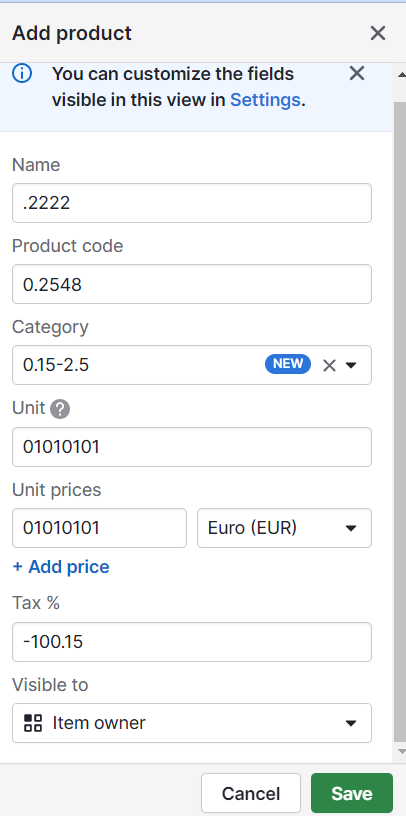 Add product
You can customize the fields
visible in this view in Settings.
Name
.2222
Product code
0.2548
Category
0.15-2.5 NEW
Unit ?
01010101
Unit prices
01010101 Euro (EUR)
+ Add price
Tax %
-100.15
Visible to
Item owner
Cancel Save